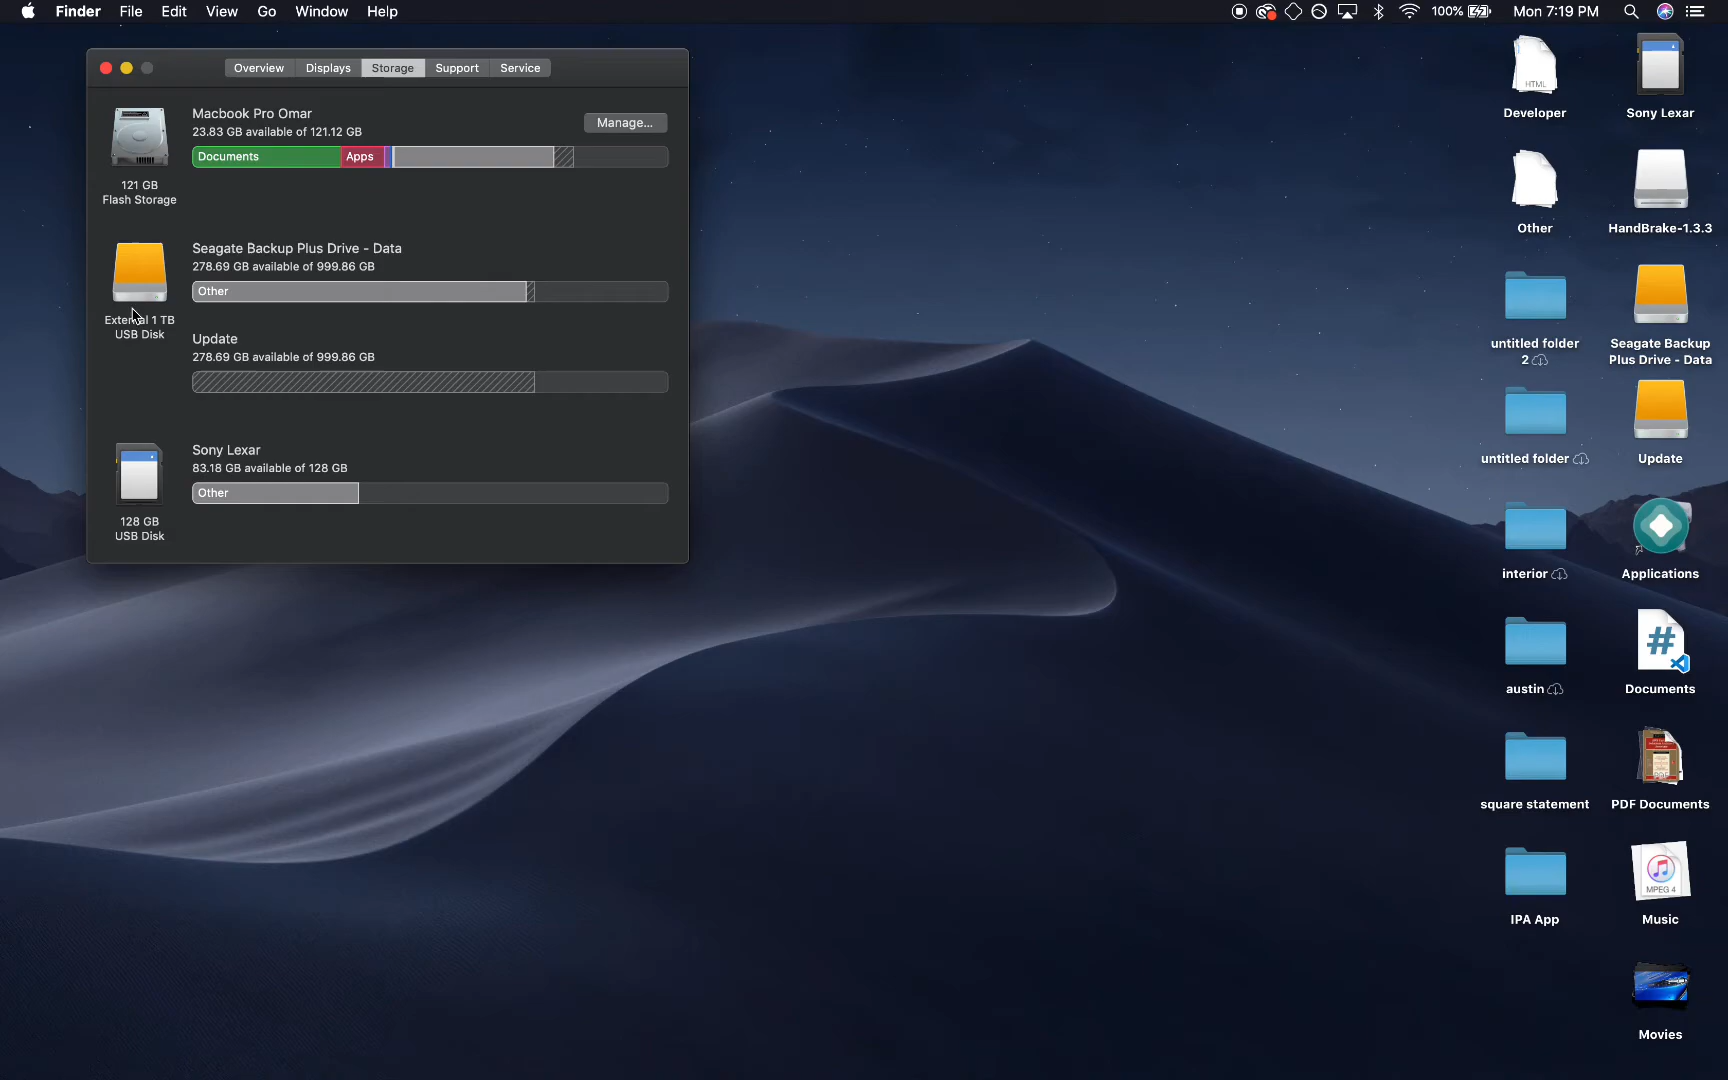 Finder File Edit View Go Window Help
100% Mon 7:19 PM
Overview Displays Storage Support Service
Macbook Pro Omar
23.83 GB available of 121.12 GB
Manage...
Documents Apps
121 GB
Flash Storage
Seagate Backup Plus Drive - Data
278.69 GB available of 999.86 GB
Other
External 1 TB
USB Disk
Update
278.69 GB available of 999.86 GB
Sony Lexar
83.18 GB available of 128 GB
Other
128 GB
USB Disk
HTML
Developer
Sony Lexar
Other
HandBrake-1.3.3
untitled folder
2
Seagate Backup
Plus Drive - Data
untitled folder
Update
interior
Applications
#
austin
Documents
square statement
PDF Documents
MPEG 4
IPA App
Music
Movies